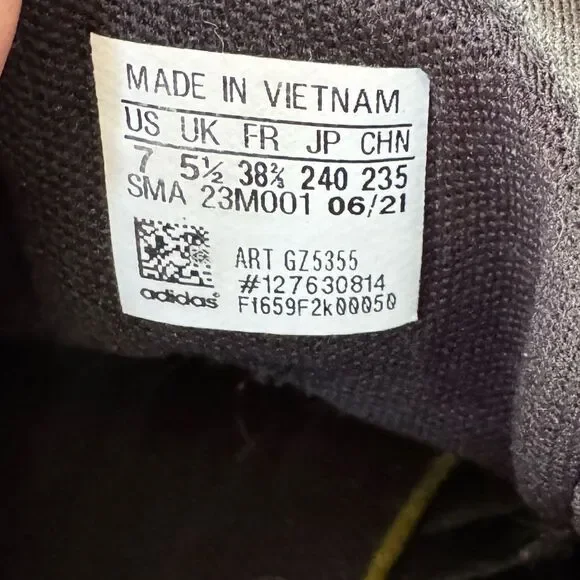 MADE IN VIETNAM
US UK FR JP CHN
7 5½ 38⅔ 240 235
SMA 23M001 06/21
ART GZ5355
#127630814
adidas
F1659F2k00050